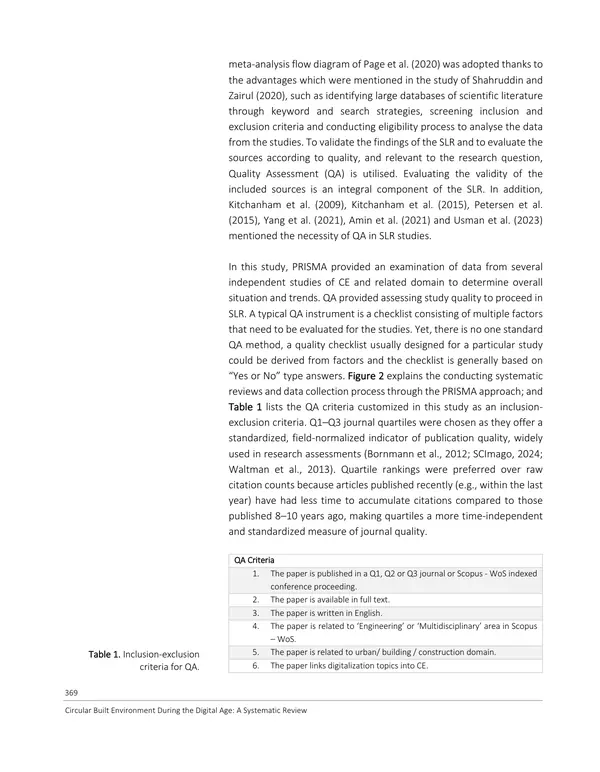 meta-analysis flow diagram of Page et al. (2020) was adopted thanks to
the advantages which were mentioned in the study of Shahruddin and
Zairul (2020), such as identifying large databases of scientific literature
through keyword and search strategies, screening inclusion and
exclusion criteria and conducting eligibility process to analyse the data
from the studies. To validate the findings of the SLR and to evaluate the
sources according to quality, and relevant to the research question,
Quality Assessment (QA) is utilised. Evaluating the validity of the
included sources is an integral component of the SLR. In addition,
Kitchanham et al. (2009), Kitchanham et al. (2015), Petersen et al.
(2015), Yang et al. (2021), Amin et al. (2021) and Usman et al. (2023)
mentioned the necessity of QA in SLR studies.
In this study, PRISMA provided an examination of data from several
independent studies of CE and related domain to determine overall
situation and trends. QA provided assessing study quality to proceed in
SLR. A typical QA instrument is a checklist consisting of multiple factors
that need to be evaluated for the studies. Yet, there is no one standard
QA method, a quality checklist usually designed for a particular study
could be derived from factors and the checklist is generally based on
“Yes or No” type answers. Figure 2 explains the conducting systematic
reviews and data collection process through the PRISMA approach; and
Table 1 lists the QA criteria customized in this study as an inclusion-
exclusion criteria. Q1–Q3 journal quartiles were chosen as they offer a
standardized, field-normalized indicator of publication quality, widely
used in research assessments (Bornmann et al., 2012; SCImago, 2024;
Waltman et al., 2013). Quartile rankings were preferred over raw
citation counts because articles published recently (e.g., within the last
year) have had less time to accumulate citations compared to those
published 8–10 years ago, making quartiles a more time-independent
and standardized measure of journal quality.
QA Criteria
1. The paper is published in a Q1, Q2 or Q3 journal or Scopus - WoS indexed
conference proceeding.
2. The paper is available in full text.
3. The paper is written in English.
4. The paper is related to ‘Engineering’ or ‘Multidisciplinary’ area in Scopus
– WoS.
5. The paper is related to urban/ building / construction domain.
6. The paper links digitalization topics into CE.
Table 1. Inclusion-exclusion
criteria for QA.
369
Circular Built Environment During the Digital Age: A Systematic Review